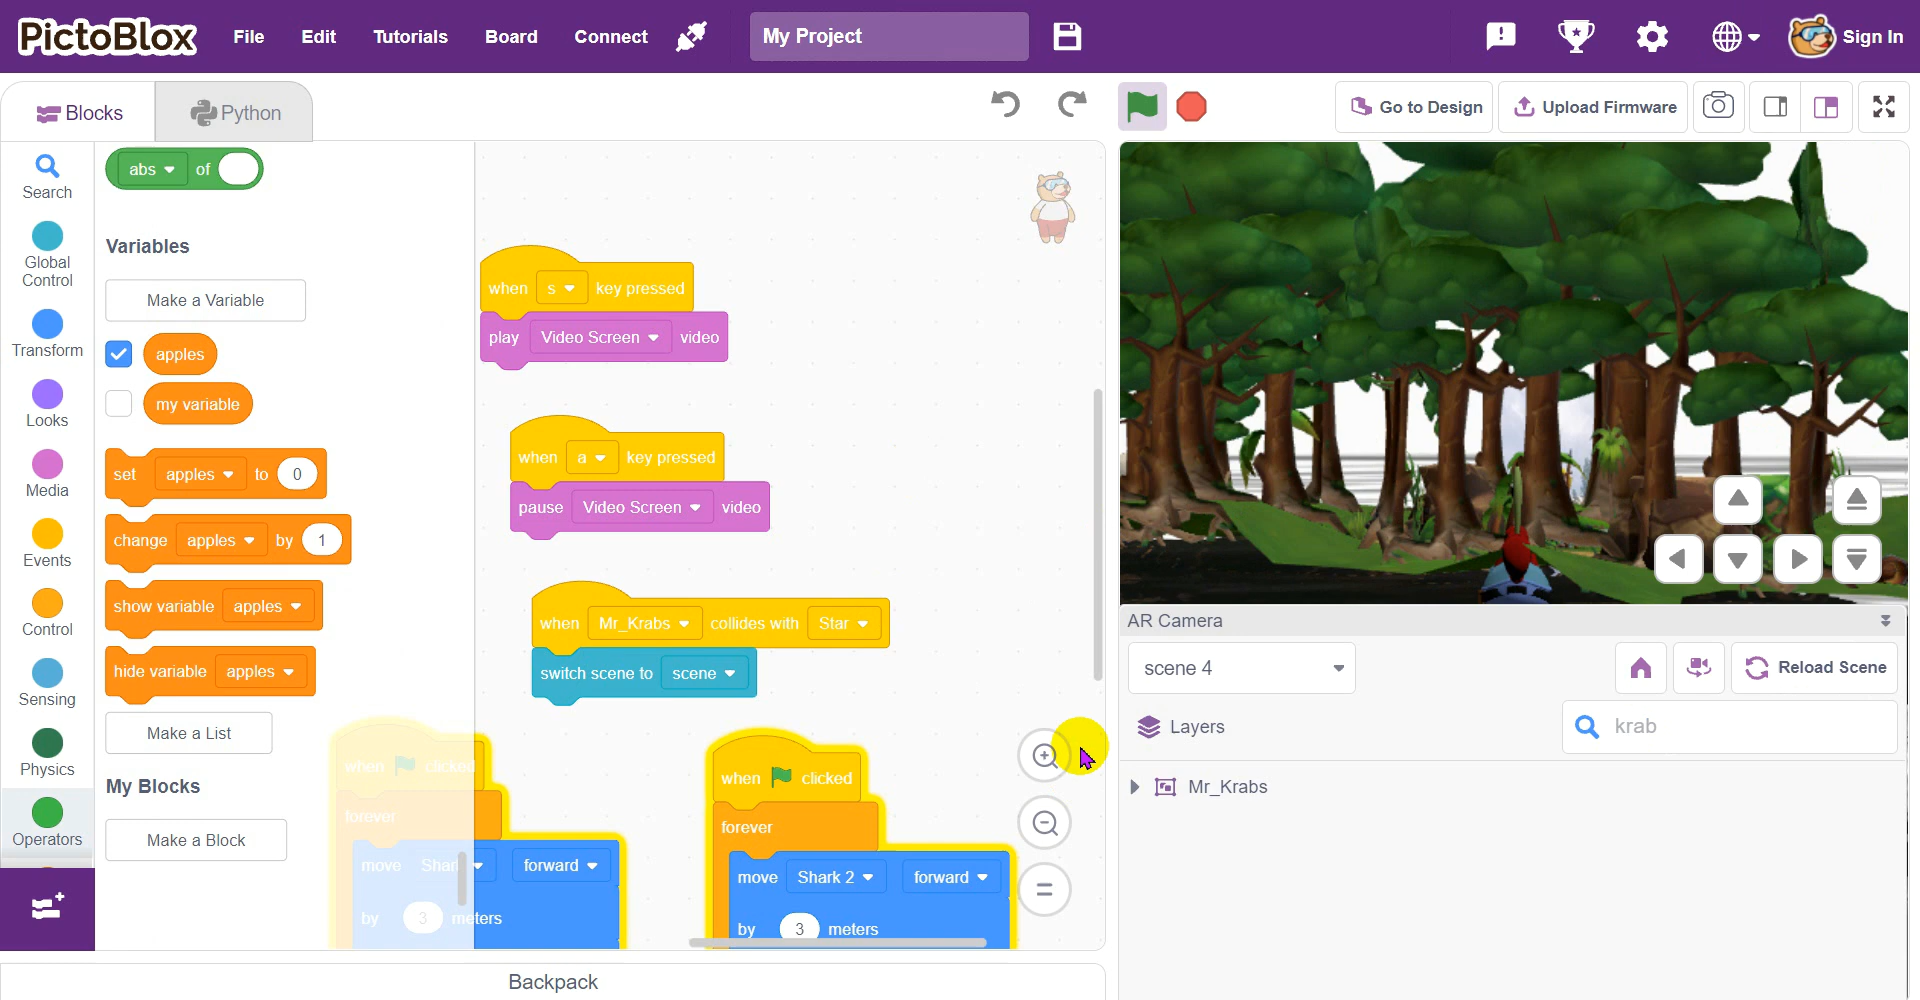 PictoBlox
File
Edit
Tutorials
Board
Connect
My Project
Sign In
Blocks
Python
Go to Design
Upload Firmware
Search
Global
Control
Transform
Looks
Media
Events
Control
Sensing
Physics
Operators
abs of
Variables
Make a Variable
apples
my variable
set apples to 0
change apples by 1
show variable apples
hide variable apples
Make a List
My Blocks
Make a Block
when s key pressed
play Video Screen video
when a key pressed
pause Video Screen video
when Mr_Krabs collides with Star
switch scene to scene
when clicked
forever
move Shark forward
by 3 meters
when clicked
forever
move Shark 2 forward
by 3 meters
Backpack
AR Camera
scene 4
Reload Scene
Layers
krab
Mr_Krabs